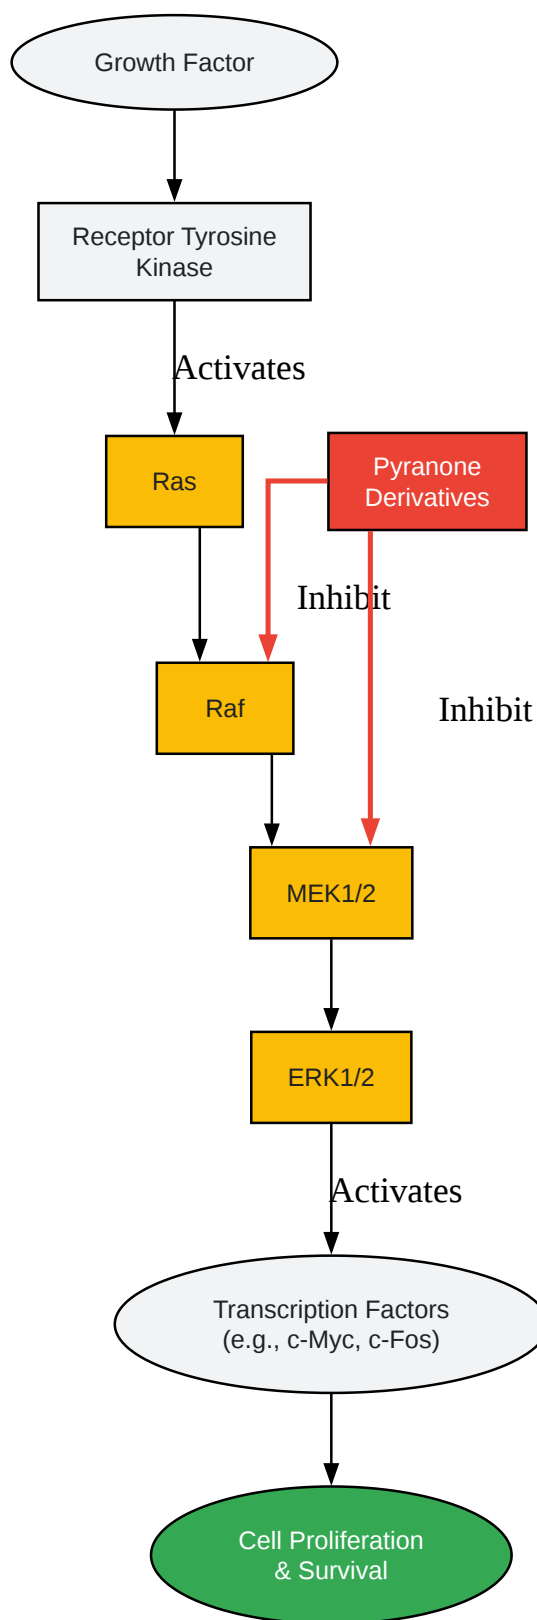 Growth Factor
Receptor Tyrosine
Kinase
Activates
Ras
Pyranone
Derivatives
Inhibit
Raf
Inhibit
MEK1/2
ERK1/2
Activates
Transcription Factors
(e.g., c-Myc, c-Fos)
Cell Proliferation
& Survival